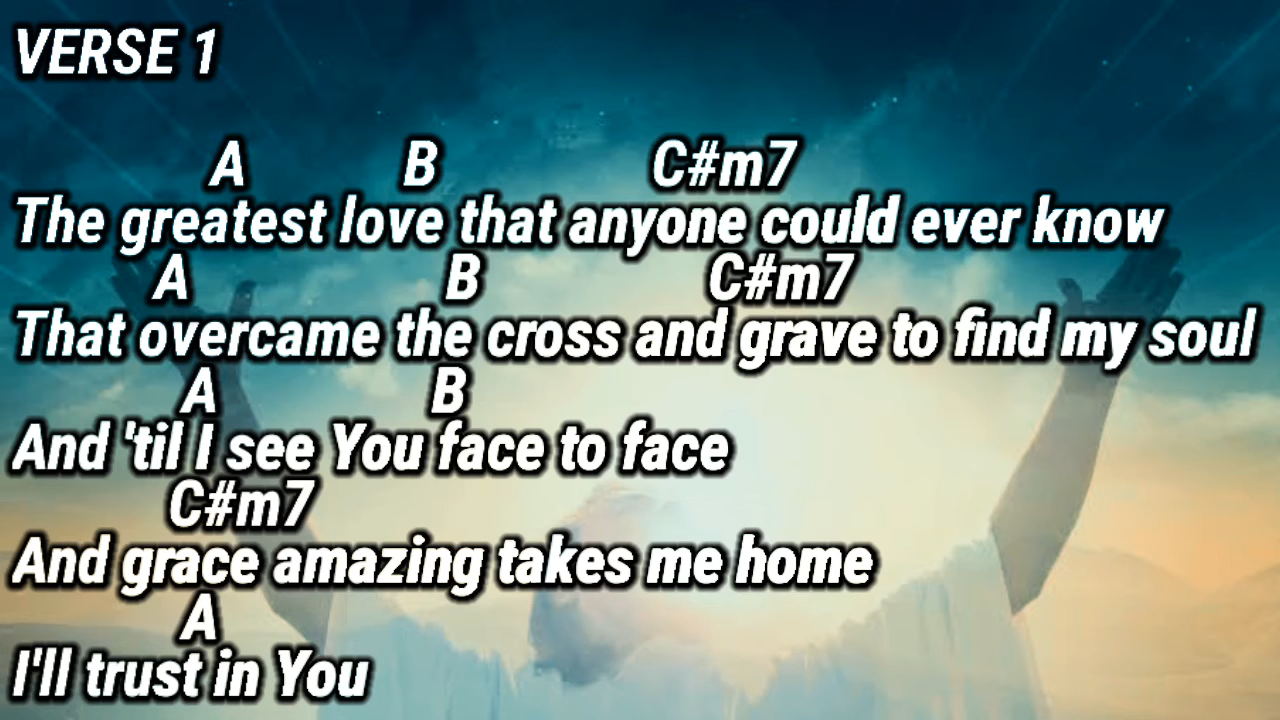 VERSE 1
A B C#m7
The greatest love that anyone could ever know
A B C#m7
That overcame the cross and grave to find my soul
A B
And 'til I see You face to face
C#m7
And grace amazing takes me home
A
I'll trust in You